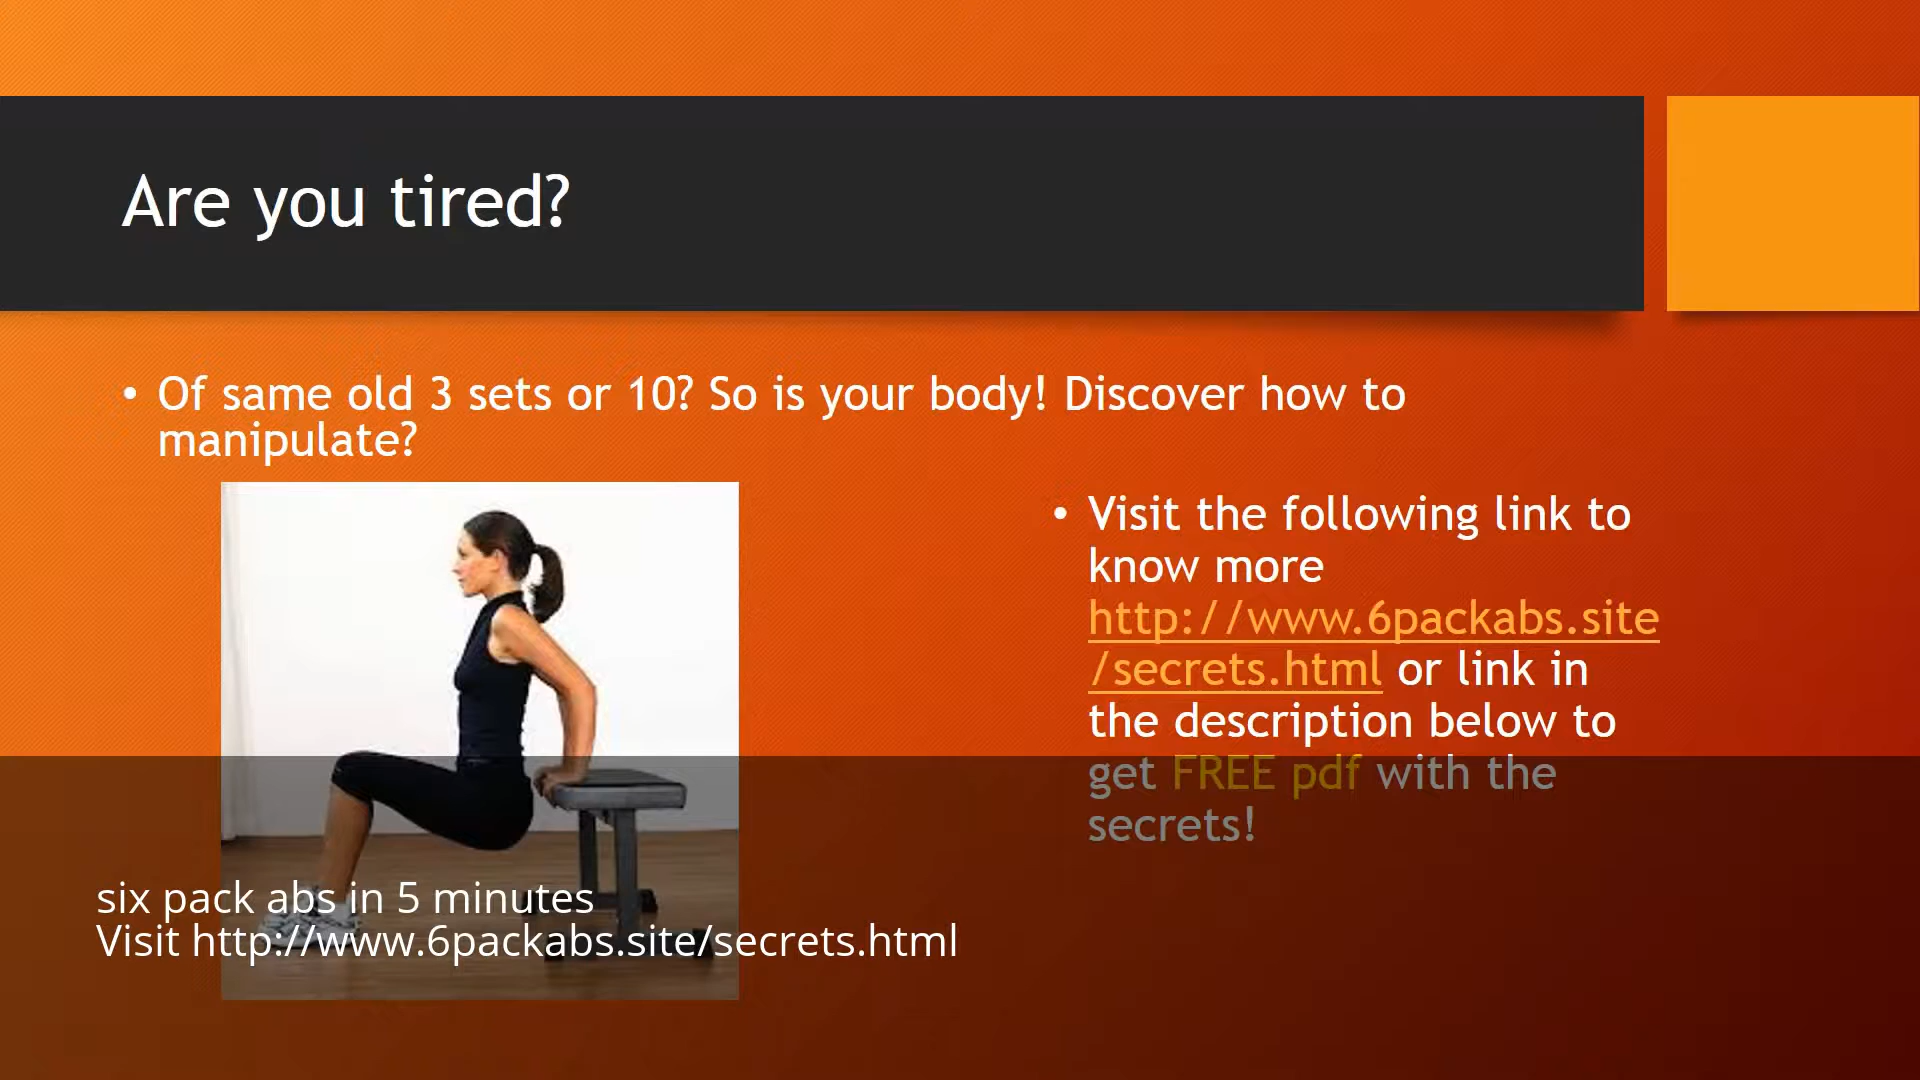 Are you tired?
• Of same old 3 sets or 10? So is your body! Discover how to
manipulate?
• Visit the following link to
know more
http://www.6packabs.site
/secrets.html or link in
the description below to
get FREE pdf with the
secrets!
six pack abs in 5 minutes
Visit http://www.6packabs.site/secrets.html